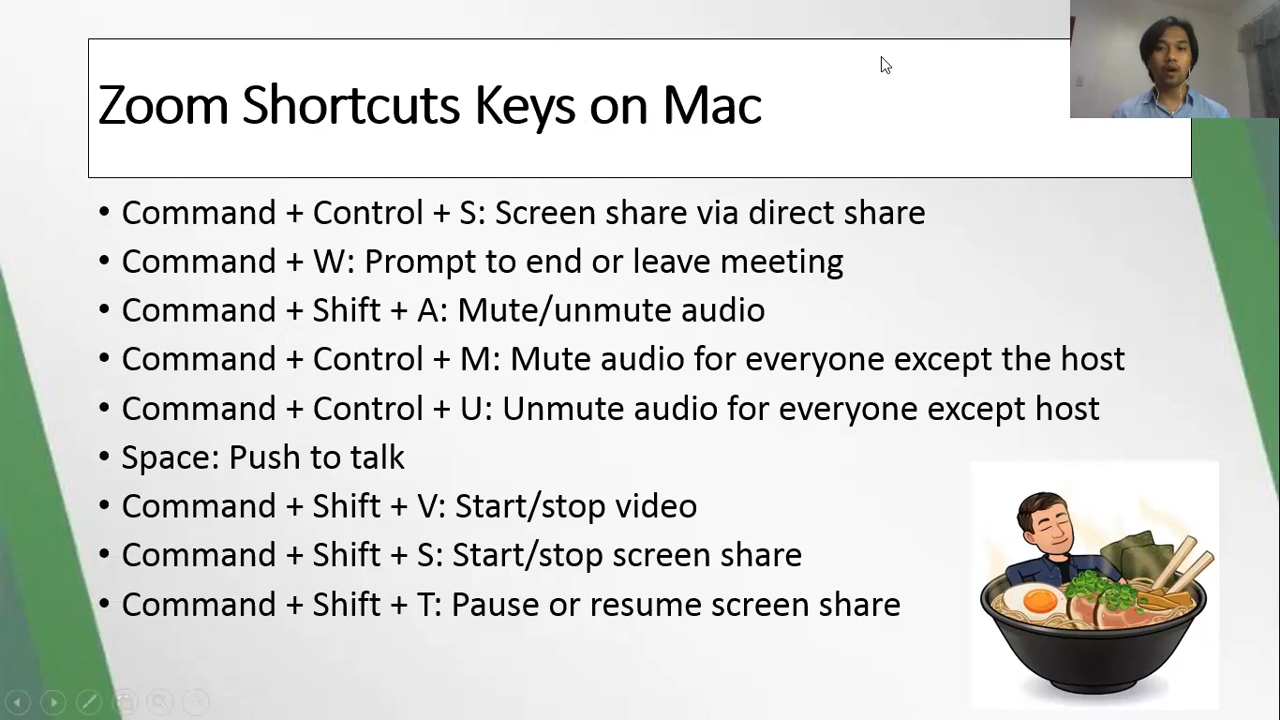 Zoom Shortcuts Keys on Mac
• Command + Control + S: Screen share via direct share
• Command + W: Prompt to end or leave meeting
• Command + Shift + A: Mute/unmute audio
• Command + Control + M: Mute audio for everyone except the host
• Command + Control + U: Unmute audio for everyone except host
• Space: Push to talk
• Command + Shift + V: Start/stop video
• Command + Shift + S: Start/stop screen share
• Command + Shift + T: Pause or resume screen share